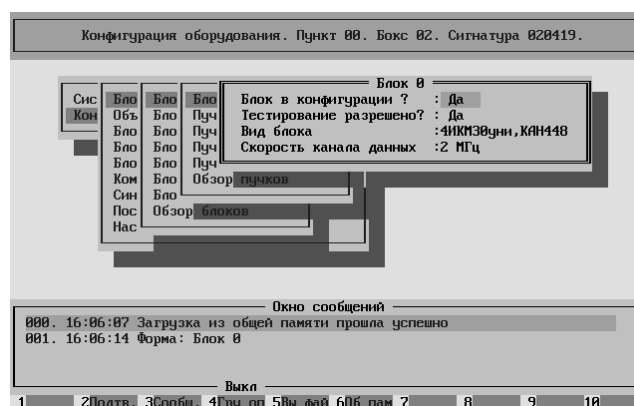 Конфигурация оборудования. Пункт 00. Бокс 02. Сигнатура 020419.
Блок 0
Сис Бло Бло Бло Блок в конфигурации ? : Да
Кон Объ Бло Пуч Тестирование разрешено? : Да
Бло Бло Пуч Вид блока :4ИКМ30уни,КАН448
Бло Бло Пуч Скорость канала данных :2 МГц
Бло Бло Пуч
Ком Бло Обзор пучков
Син Бло
Пос Обзор блоков
Нас
Окно сообщений
000. 16:06:07 Загрузка из общей памяти прошла успешно
001. 16:06:14 Форма: Блок 0
Выкл
1 2Подтв. 3Сообщ. 4Гру оп 5Вы фай 6Об пам 7 8 9 10